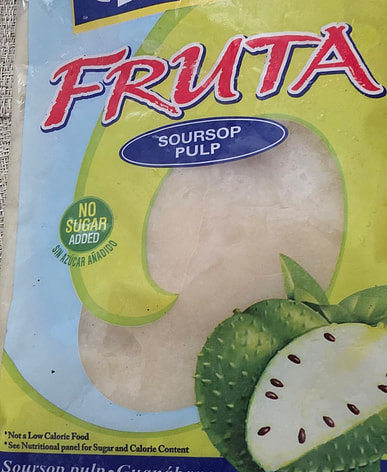 FRUTA
SOURSOP
PULP
NO
SUGAR
ADDED
SIN AZÚCAR AÑADIDO
*Not a Low Calorie Food
*See Nutritional panel for Sugar and Calorie Content
Soursop pulp